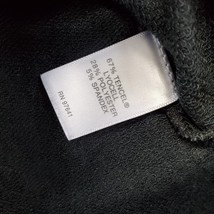 67% TENCEL®
LYOCELL
28% POLYESTER
5% SPANDEX
RN 97641